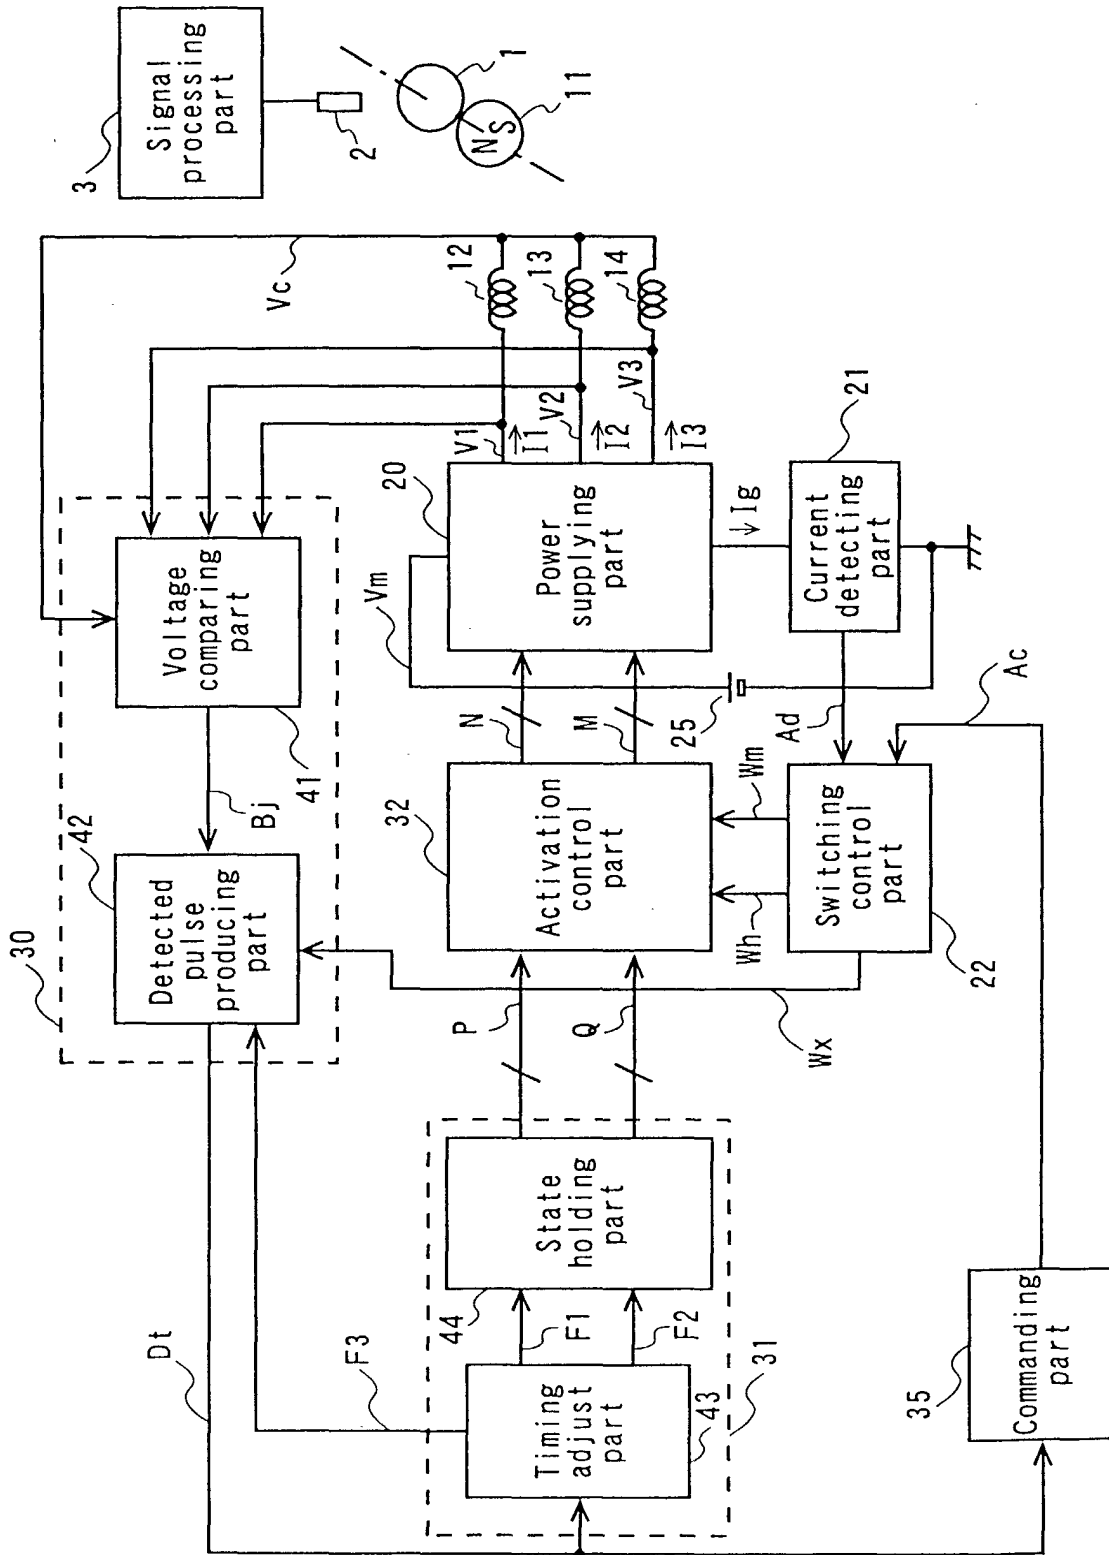 3
Signal
processing
part
2
1
11
N
S
Vc
12
13
14
V1
I1
V2
I2
V3
I3
30
42
Detected
pulse
producing
part
Bj
Voltage
comparing
part
41
20
Vm
Power
supplying
part
Ig
21
Current
detecting
part
25
N
M
32
Activation
control
part
Wh
Wm
Ad
Ac
Switching
control
part
22
P
Q
Wx
State
holding
part
44
F1
F2
F3
Timing
adjust
part
43
31
Dt
35
Commanding
part